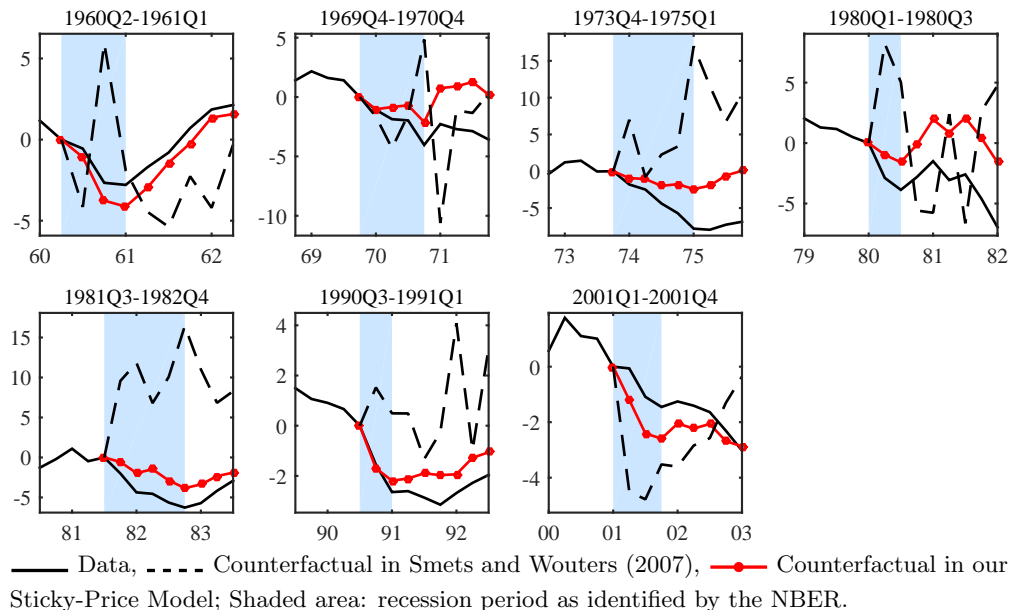 1960Q2-1961Q1 1969Q4-1970Q4 1973Q4-1975Q1 1980Q1-1980Q3
5 0 -5
60 61 62
5 0 -5 -10
69 70 71
15 10 5 0 -5
73 74 75
5 0 -5
79 80 81 82
1981Q3-1982Q4 1990Q3-1991Q1 2001Q1-2001Q4
15 10 5 0 -5
81 82 83
4 2 0 -2
90 91 92
0 -2 -4
00 01 02 03
Data, Counterfactual in Smets and Wouters (2007), Counterfactual in our
Sticky-Price Model; Shaded area: recession period as identified by the NBER.